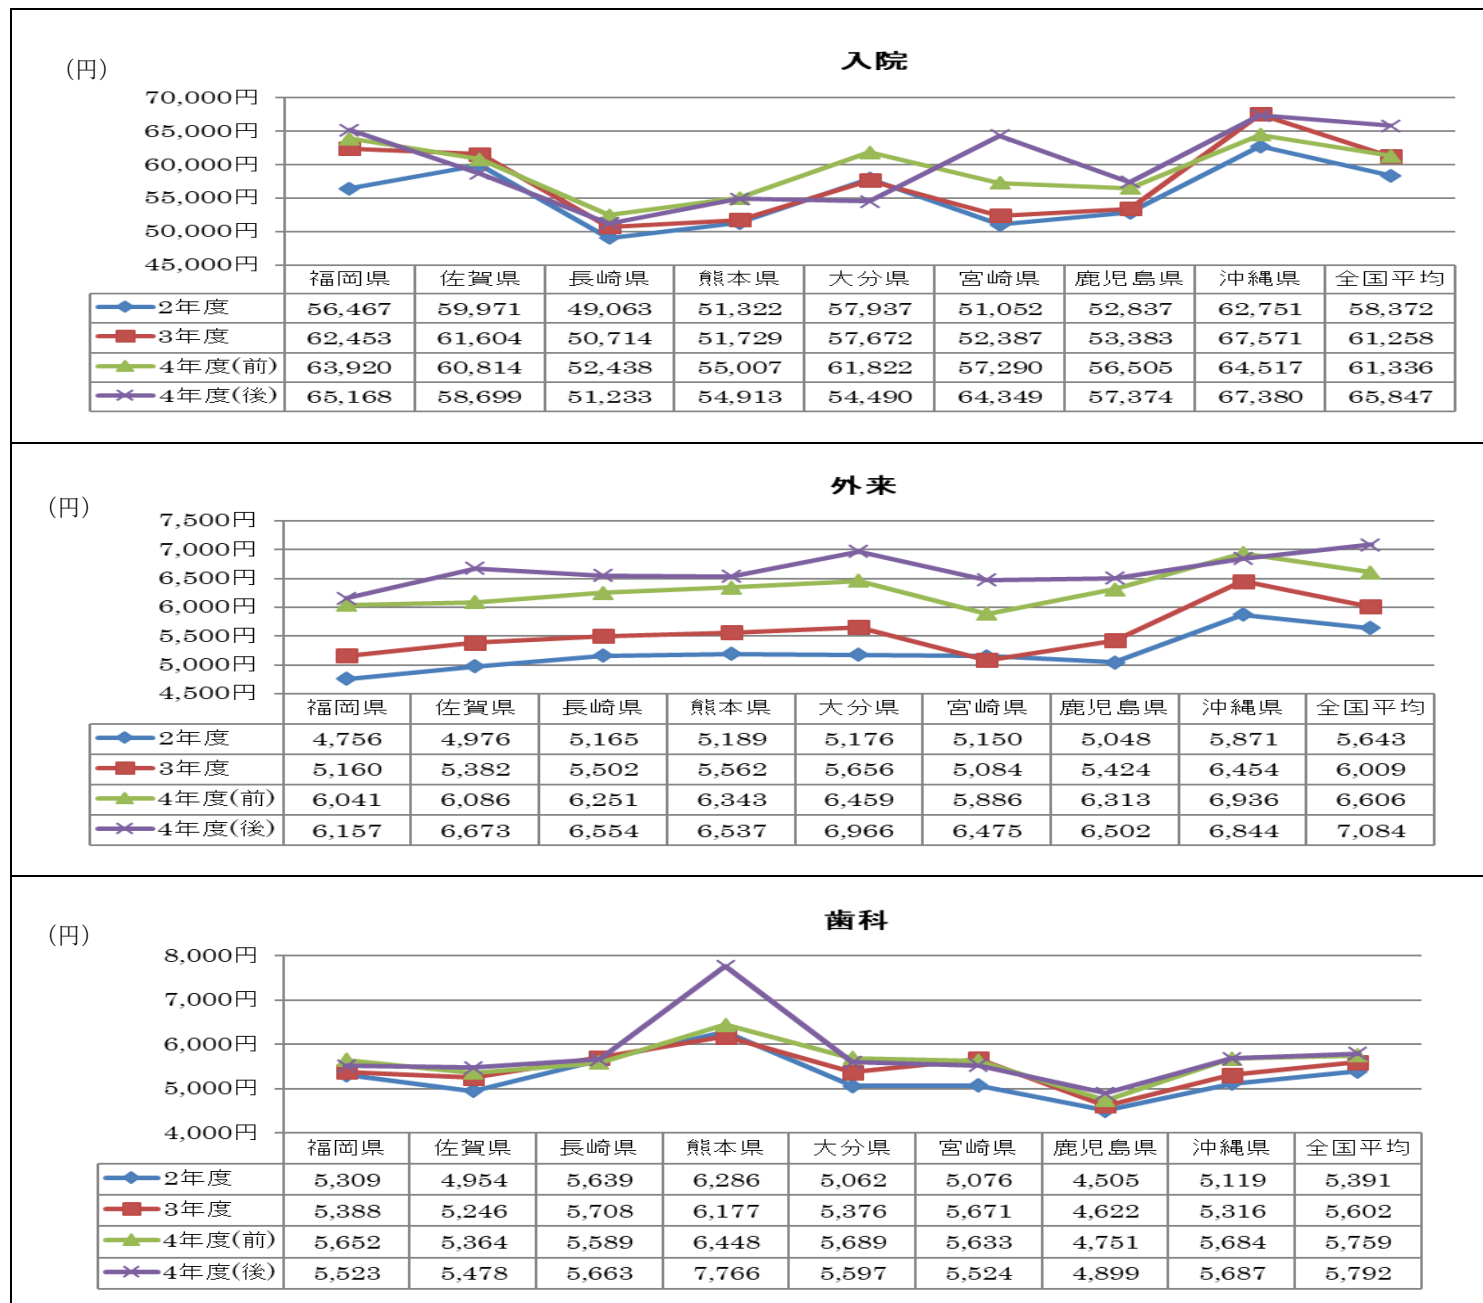 入院
(円)
70,000円
65,000円
60,000円
55,000円
50,000円
45,000円
福岡県 佐賀県 長崎県 熊本県 大分県 宮崎県 鹿児島県 沖縄県 全国平均
2年度 56,467 59,971 49,063 51,322 57,937 51,052 52,837 62,751 58,372
3年度 62,453 61,604 50,714 51,729 57,672 52,387 53,383 67,571 61,258
4年度(前) 63,920 60,814 52,438 55,007 61,822 57,290 56,505 64,517 61,336
4年度(後) 65,168 58,699 51,233 54,913 54,490 64,349 57,374 67,380 65,847
外来
(円)
7,500円
7,000円
6,500円
6,000円
5,500円
5,000円
4,500円
福岡県 佐賀県 長崎県 熊本県 大分県 宮崎県 鹿児島県 沖縄県 全国平均
2年度 4,756 4,976 5,165 5,189 5,176 5,150 5,048 5,871 5,643
3年度 5,160 5,382 5,502 5,562 5,656 5,084 5,424 6,454 6,009
4年度(前) 6,041 6,086 6,251 6,343 6,459 5,886 6,313 6,936 6,606
4年度(後) 6,157 6,673 6,554 6,537 6,966 6,475 6,502 6,844 7,084
歯科
(円)
8,000円
7,000円
6,000円
5,000円
4,000円
福岡県 佐賀県 長崎県 熊本県 大分県 宮崎県 鹿児島県 沖縄県 全国平均
2年度 5,309 4,954 5,639 6,286 5,062 5,076 4,505 5,119 5,391
3年度 5,388 5,246 5,708 6,177 5,376 5,671 4,622 5,316 5,602
4年度(前) 5,652 5,364 5,589 6,448 5,689 5,633 4,751 5,684 5,759
4年度(後) 5,523 5,478 5,663 7,766 5,597 5,524 4,899 5,687 5,792